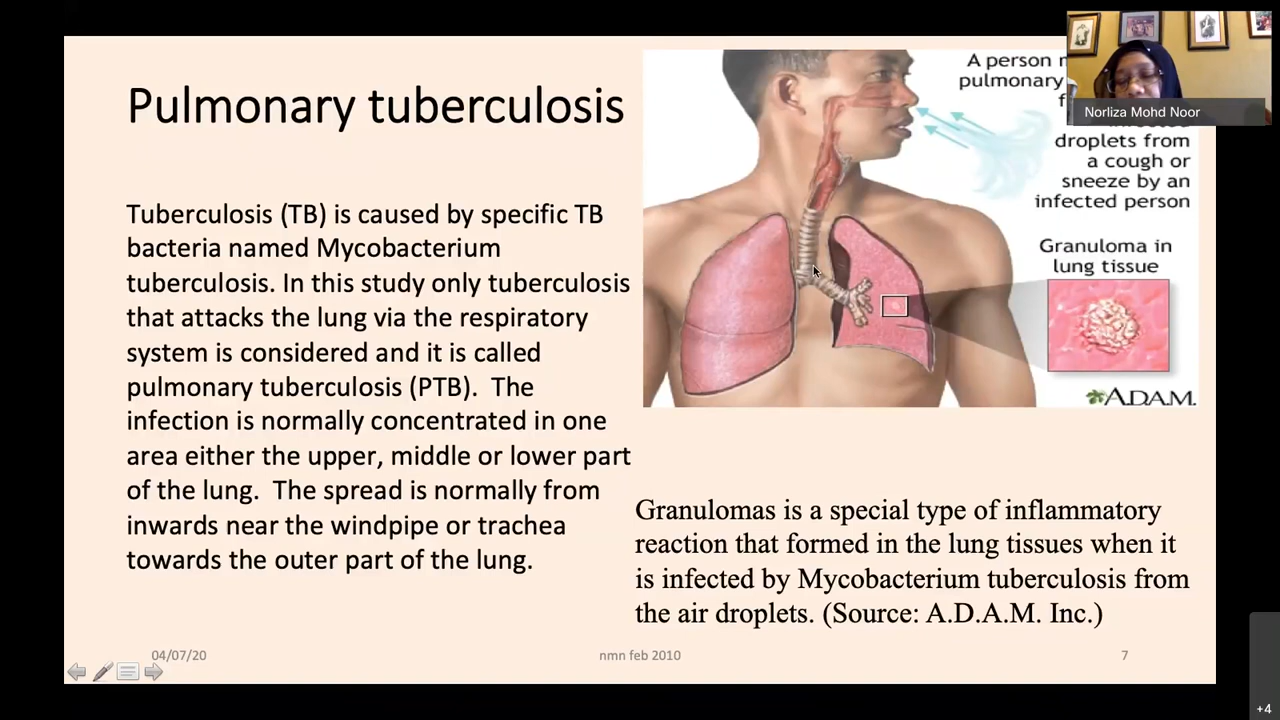 Pulmonary tuberculosis
Tuberculosis (TB) is caused by specific TB
bacteria named Mycobacterium
tuberculosis. In this study only tuberculosis
that attacks the lung via the respiratory
system is considered and it is called
pulmonary tuberculosis (PTB).  The
infection is normally concentrated in one
area either the upper, middle or lower part
of the lung.  The spread is normally from
inwards near the windpipe or trachea
towards the outer part of the lung.
A person
pulmonary
Norliza Mohd Noor
droplets from
a cough or
sneeze by an
infected person
Granuloma in
lung tissue
A.D.A.M.
Granulomas is a special type of inflammatory
reaction that formed in the lung tissues when it
is infected by Mycobacterium tuberculosis from
the air droplets. (Source: A.D.A.M. Inc.)
04/07/20
nmn feb 2010
7
+4